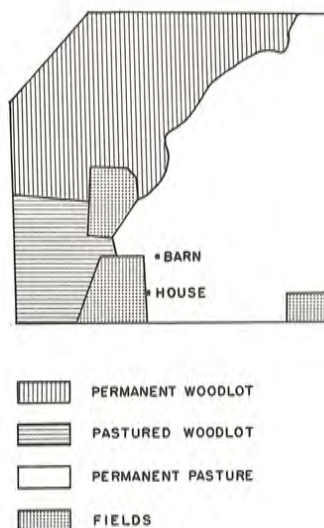 BARN
HOUSE
PERMANENT WOODLOT
PASTURED WOODLOT
PERMANENT PASTURE
FIELDS